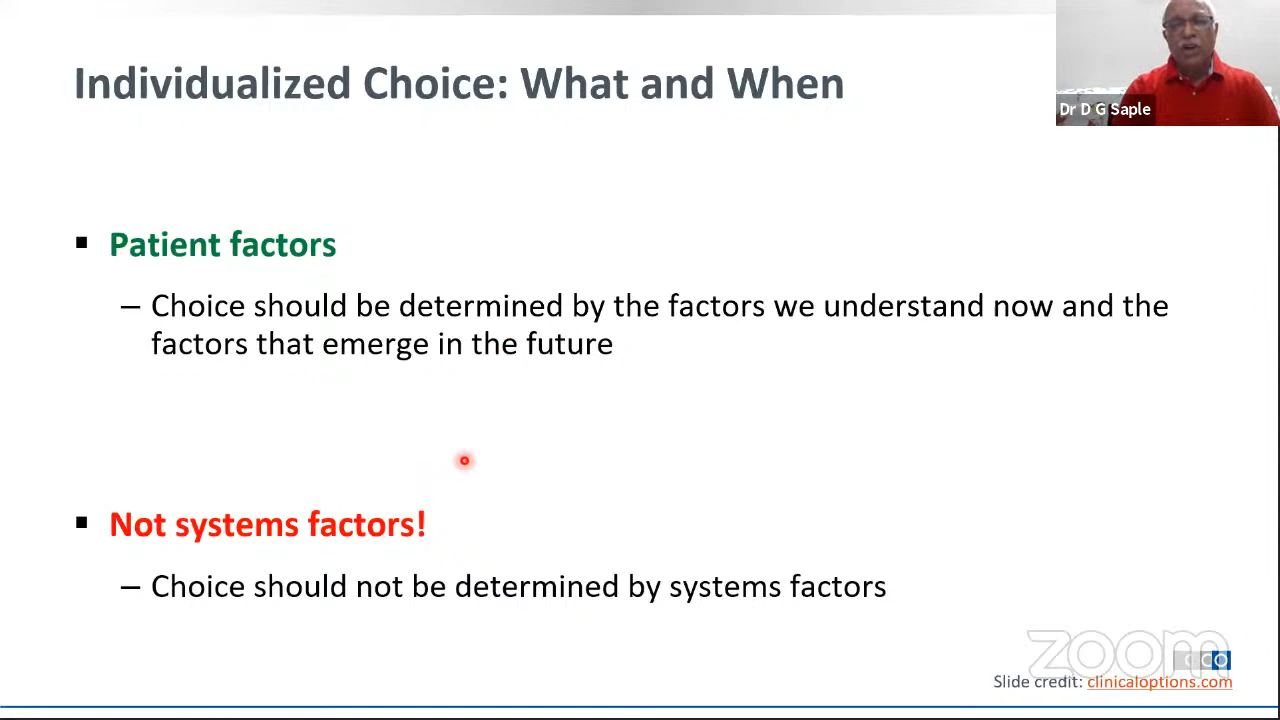 Individualized Choice: What and When
Dr D G Saple
▪ Patient factors
– Choice should be determined by the factors we understand now and the
factors that emerge in the future
▪ Not systems factors!
– Choice should not be determined by systems factors
zoom
CO
Slide credit: clinicaloptions.com